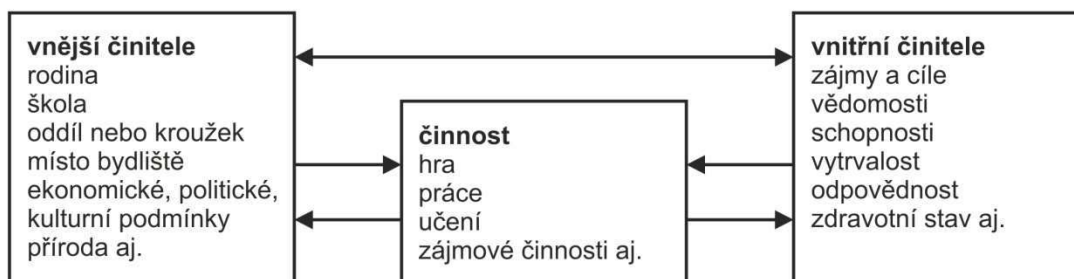 vnější činitele
rodina
škola
oddíl nebo kroužek
místo bydliště
ekonomické, politické,
kulturní podmínky
příroda aj.
činnost
hra
práce
učení
zájmové činnosti aj.
vnitřní činitele
zájmy a cíle
vědomosti
schopnosti
vytrvalost
odpovědnost
zdravotní stav aj.